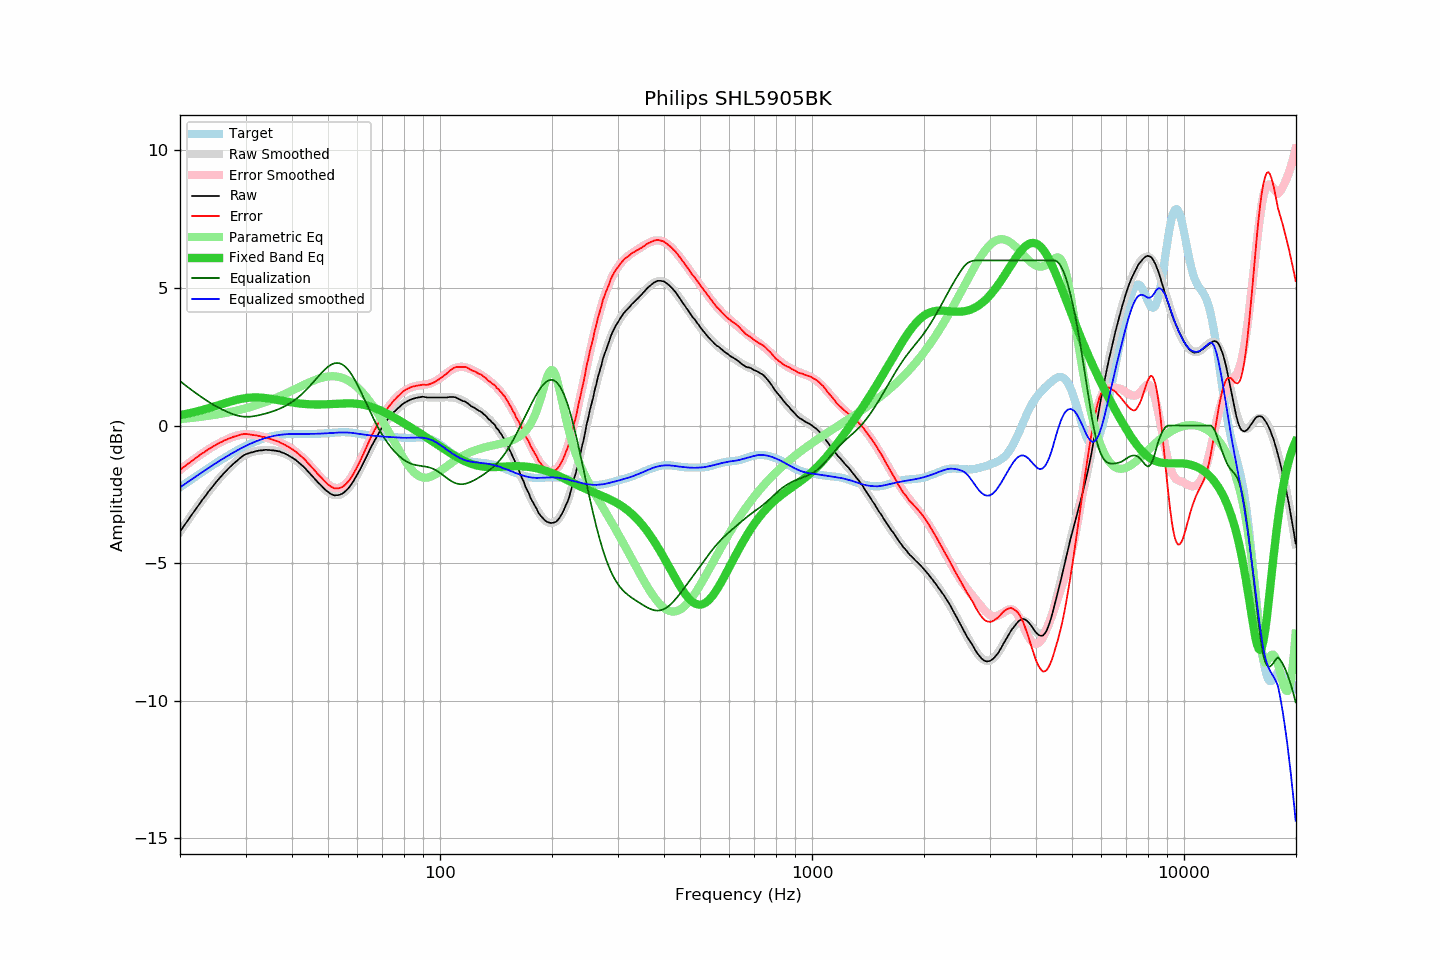 Philips SHL5905BK
Target
Raw Smoothed
Error Smoothed
Raw
Error
Parametric Eq
Fixed Band Eq
Equalization
Equalized smoothed
10
5
0
−5
−10
−15
Amplitude (dBr)
100
1000
10000
Frequency (Hz)